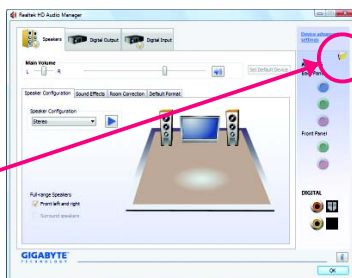 Realtek HD Audio Manager
Speakers
Digital Output
Digital Input
Device advanced
settings
Main Volume
L
R
Set Default Device
Speaker Configuration
Sound Effects
Room Correction
Default Format
Speaker Configuration
Stereo
Full-range Speakers
Front left and right
Surround speakers
Front Panel
DIGITAL
GIGABYTE
TECHNOLOGY
OK